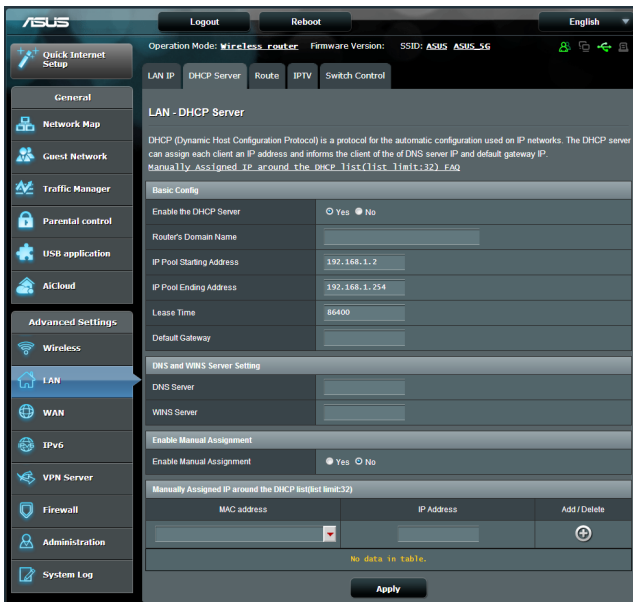 ASUS
Logout
Reboot
English
Quick Internet
Setup
Operation Mode: Wireless router Firmware Version: SSID: ASUS ASUS_5G
LAN IP
DHCP Server
Route
IPTV
Switch Control
General
Network Map
Guest Network
Traffic Manager
Parental control
USB application
AiCloud
Advanced Settings
Wireless
LAN
WAN
IPv6
VPN Server
Firewall
Administration
System Log
LAN - DHCP Server
DHCP (Dynamic Host Configuration Protocol) is a protocol for the automatic configuration used on IP networks. The DHCP server
can assign each client an IP address and informs the client of the of DNS server IP and default gateway IP.
Manually Assigned IP around the DHCP list(list limit:32) FAQ
Basic Config
Enable the DHCP Server Yes No
Router's Domain Name
IP Pool Starting Address 192.168.1.2
IP Pool Ending Address 192.168.1.254
Lease Time 86400
Default Gateway
DNS and WINS Server Setting
DNS Server
WINS Server
Enable Manual Assignment
Enable Manual Assignment Yes No
Manually Assigned IP around the DHCP list(list limit:32)
MAC address IP Address Add / Delete
No data in table.
Apply